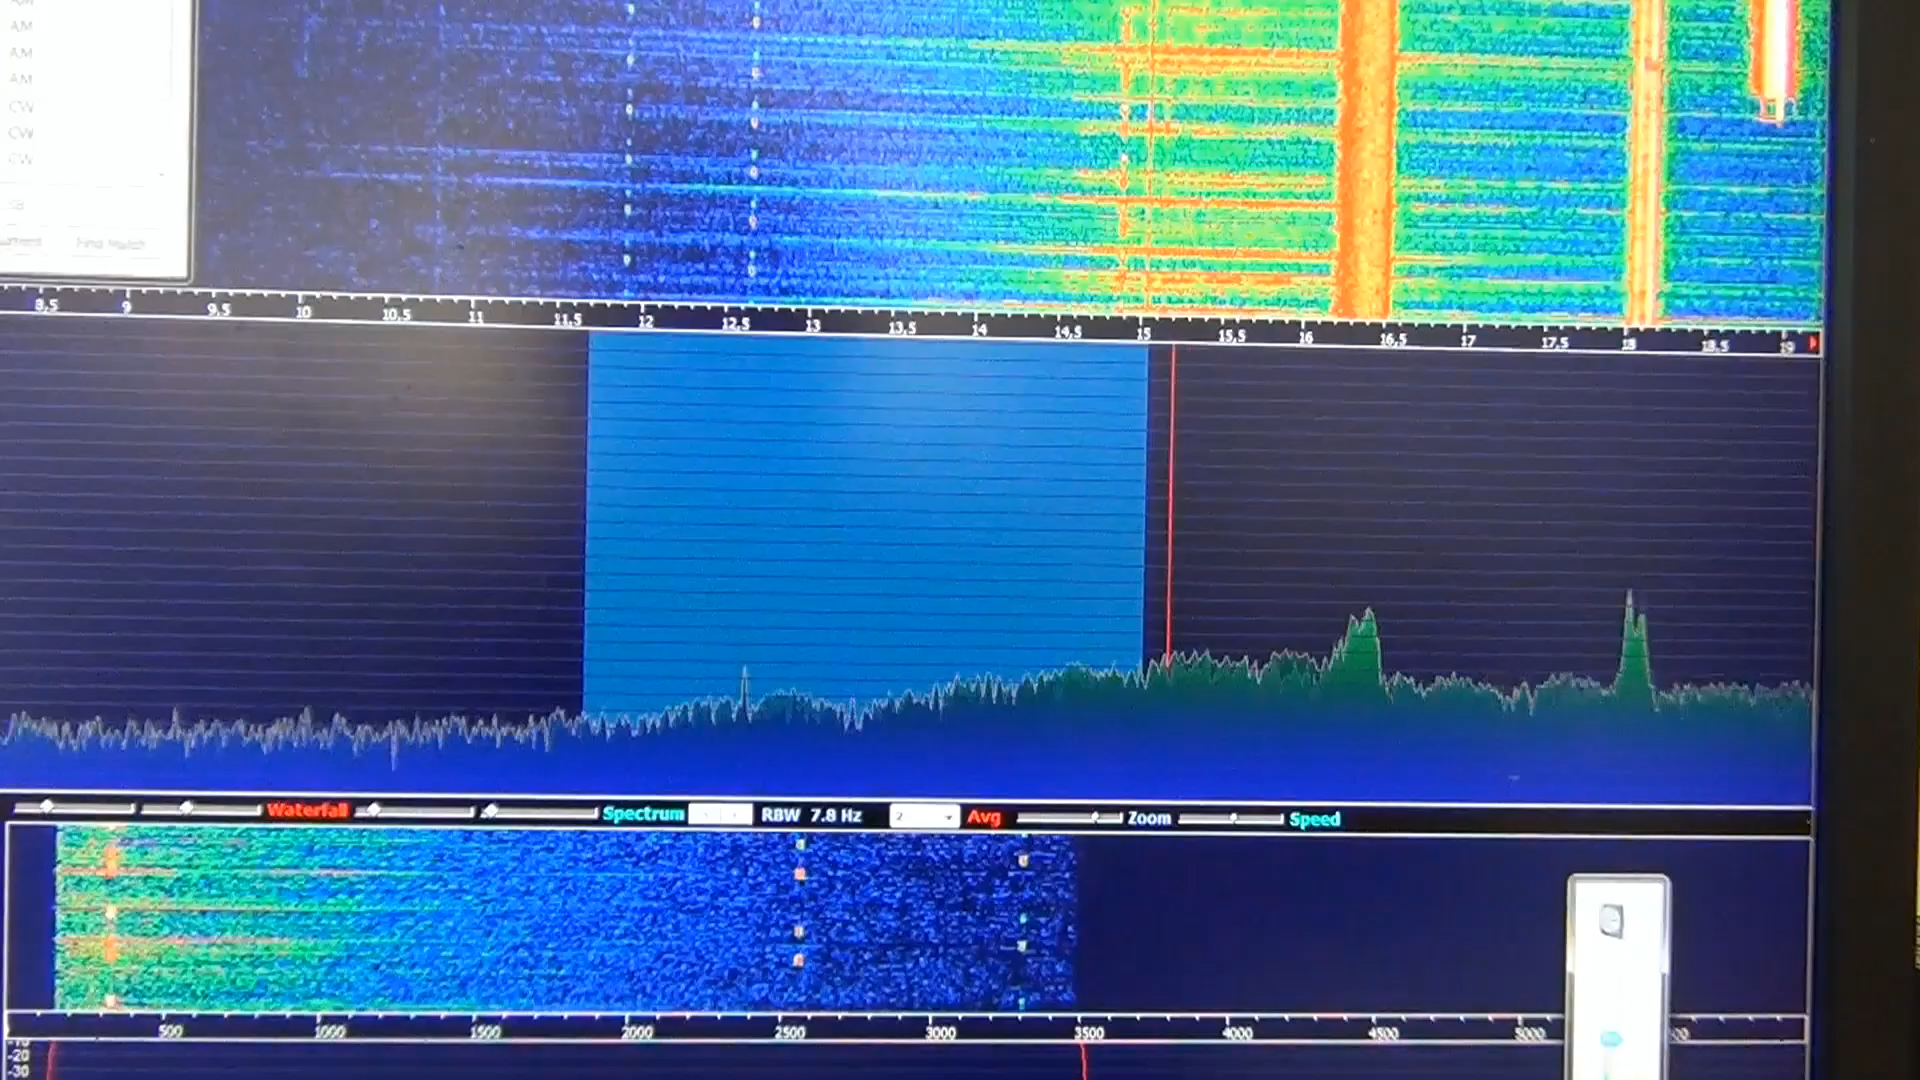 AM
AM
AM
CW
CW
CW
Find Match
8,5 9 9,5 10 10,5 11 11,5 12 12,5 13 13,5 14 14,5 15 15,5 16 16,5 17 17,5 18 18,5 19
Waterfall Spectrum RBW 7.8 Hz 2 Avg Zoom Speed
500 1000 1500 2000 2500 3000 3500 4000 4500 5000
-20
-30